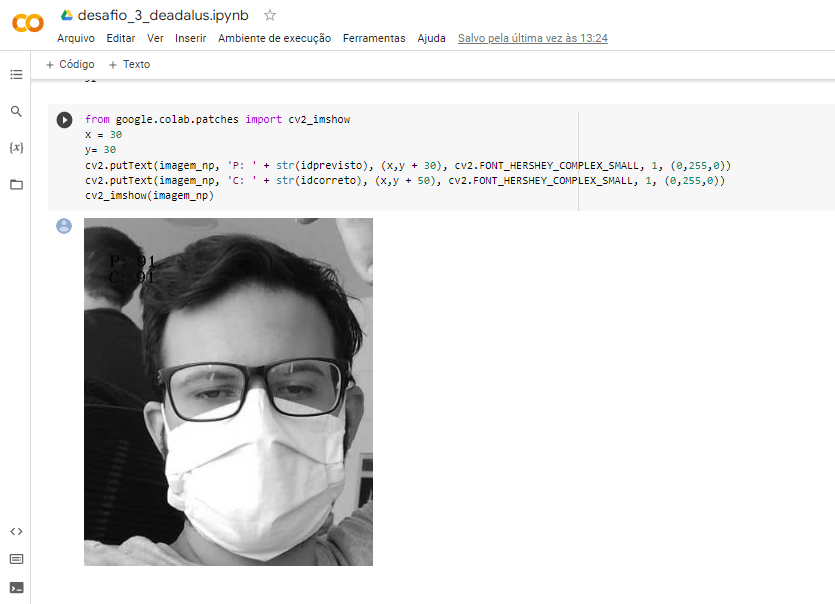 desafio_3_deadalus.ipynb
Arquivo Editar Ver Inserir Ambiente de execução Ferramentas Ajuda Salvo pela última vez às 13:24
+ Código + Texto
from google.colab.patches import cv2_imshow
x = 30
y= 30
cv2.putText(imagem_np, 'P: ' + str(idprevisto), (x,y + 30), cv2.FONT_HERSHEY_COMPLEX_SMALL, 1, (0,255,0))
cv2.putText(imagem_np, 'C: ' + str(idcorreto), (x,y + 50), cv2.FONT_HERSHEY_COMPLEX_SMALL, 1, (0,255,0))
cv2_imshow(imagem_np)
P: 91
C: 91